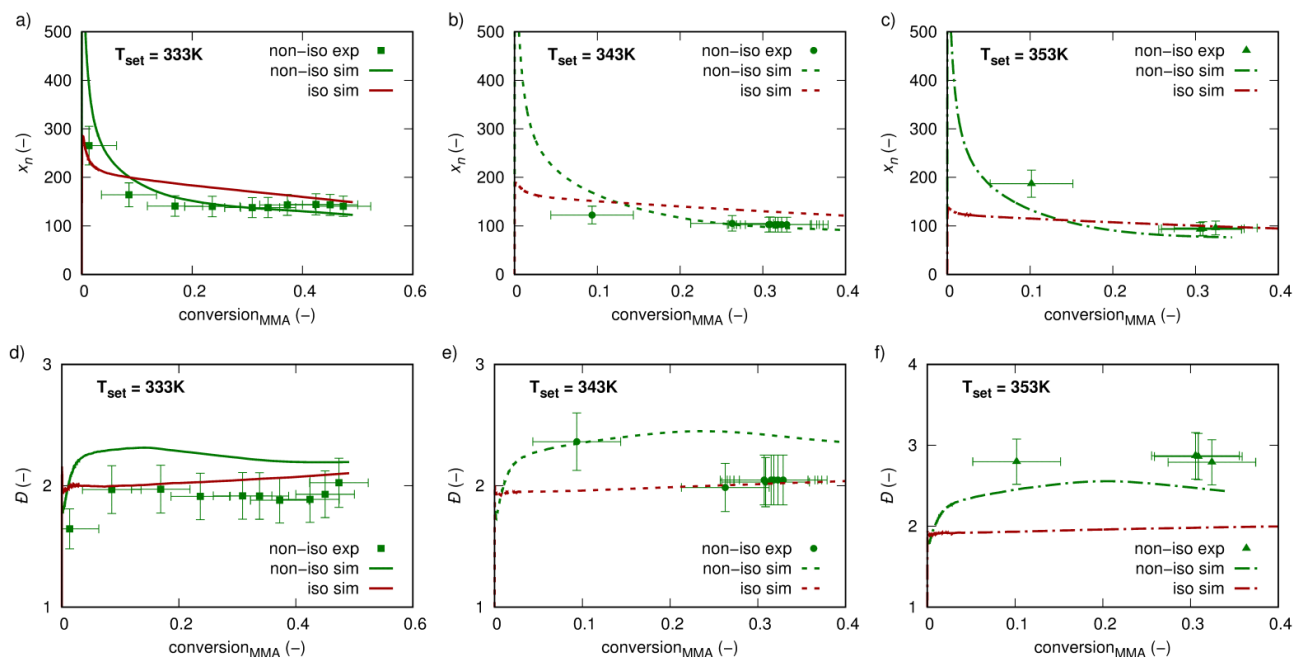 a)
500
400
300
200
100
0
x_n (−)
T_set = 333K
non−iso exp
non−iso sim
iso sim
0 0.2 0.4 0.6
conversion_MMA (−)
b)
500
400
300
200
100
0
x_n (−)
T_set = 343K
non−iso exp
non−iso sim
iso sim
0 0.1 0.2 0.3 0.4
conversion_MMA (−)
c)
500
400
300
200
100
0
x_n (−)
T_set = 353K
non−iso exp
non−iso sim
iso sim
0 0.1 0.2 0.3 0.4
conversion_MMA (−)
d)
3
2
1
Đ (−)
T_set = 333K
non−iso exp
non−iso sim
iso sim
0 0.2 0.4 0.6
conversion_MMA (−)
e)
3
2
1
Đ (−)
T_set = 343K
non−iso exp
non−iso sim
iso sim
0 0.1 0.2 0.3 0.4
conversion_MMA (−)
f)
4
3
2
1
Đ (−)
T_set = 353K
non−iso exp
non−iso sim
iso sim
0 0.1 0.2 0.3 0.4
conversion_MMA (−)